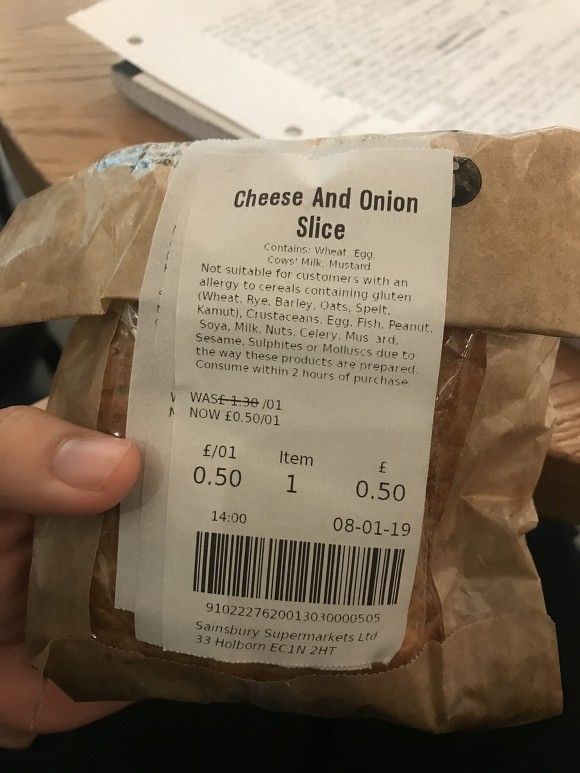 Cheese And Onion
Slice
Contains: Wheat, Egg,
Cows' Milk, Mustard
Not suitable for customers with an
allergy to cereals containing gluten
(Wheat, Rye, Barley, Oats, Spelt,
Kamut), Crustaceans, Egg, Fish, Peanut,
Soya, Milk, Nuts, Celery, Mus ard,
Sesame, Sulphites or Molluscs due to
the way these products are prepared.
Consume within 2 hours of purchase.
WAS£ 1.30 /01
NOW £0.50/01
£/01 Item £
0.50 1 0.50
14:00 08-01-19
9102227620013030000505
Sainsbury Supermarkets Ltd
33 Holborn EC1N 2HT